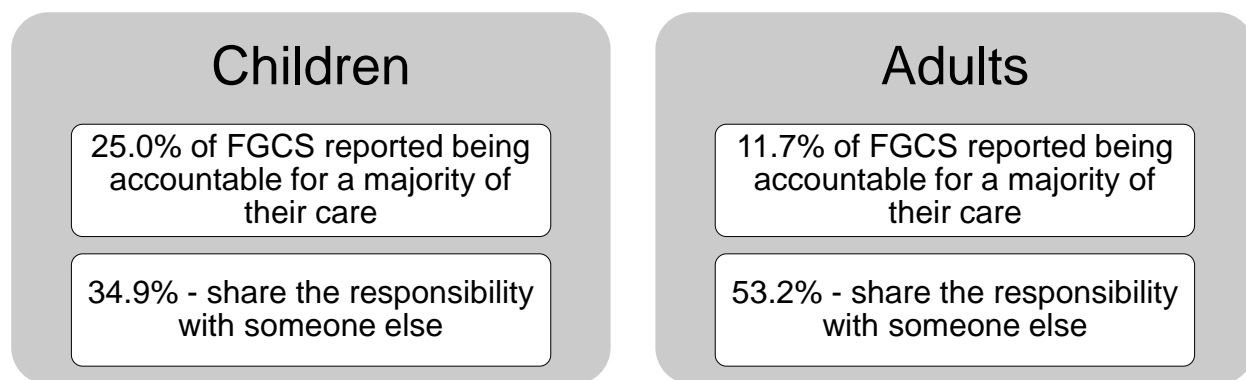 Children
25.0% of FGCS reported being
accountable for a majority of
their care
34.9% - share the responsibility
with someone else
Adults
11.7% of FGCS reported being
accountable for a majority of
their care
53.2% - share the responsibility
with someone else